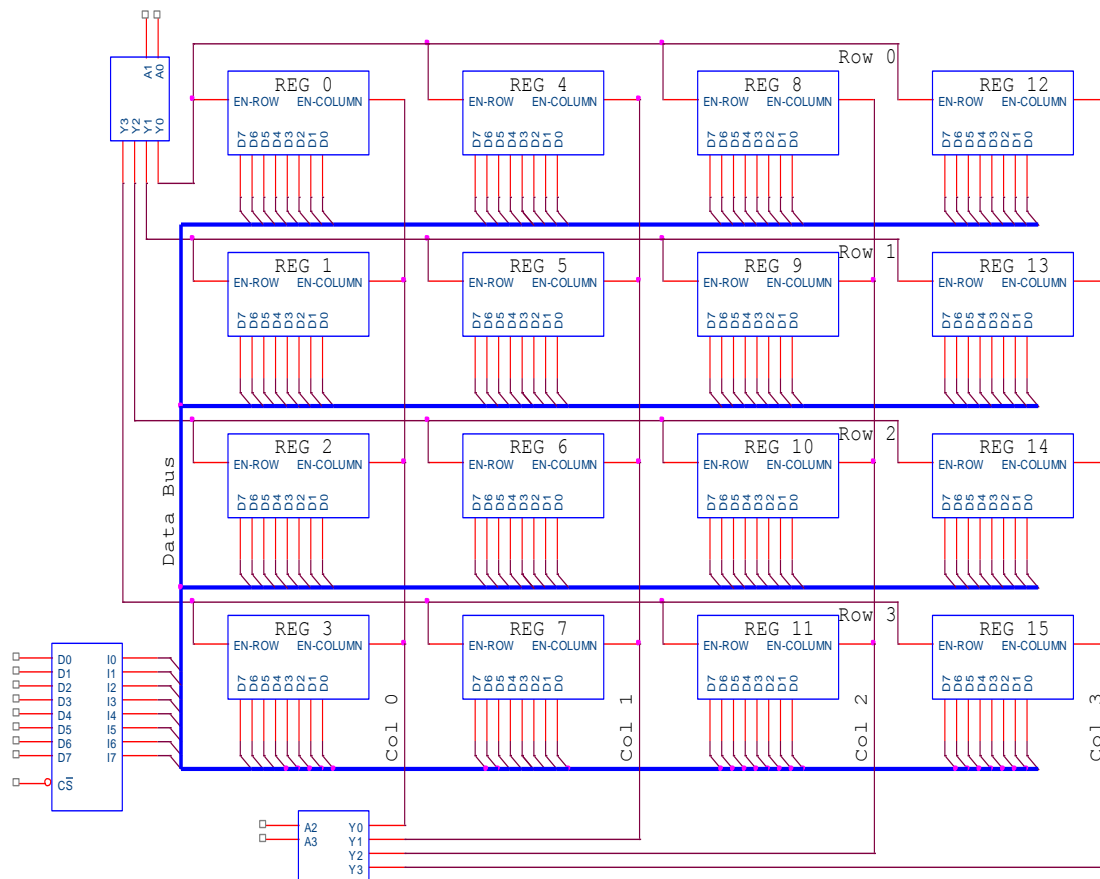 A1
A0
Y3
Y2
Y1
Y0
Row 0
REG 0
EN-ROW EN-COLUMN
D7 D6 D5 D4 D3 D2 D1 D0
REG 4
EN-ROW EN-COLUMN
D7 D6 D5 D4 D3 D2 D1 D0
REG 8
EN-ROW EN-COLUMN
D7 D6 D5 D4 D3 D2 D1 D0
REG 12
EN-ROW EN-COLUMN
D7 D6 D5 D4 D3 D2 D1 D0
Row 1
REG 1
EN-ROW EN-COLUMN
D7 D6 D5 D4 D3 D2 D1 D0
REG 5
EN-ROW EN-COLUMN
D7 D6 D5 D4 D3 D2 D1 D0
REG 9
EN-ROW EN-COLUMN
D7 D6 D5 D4 D3 D2 D1 D0
REG 13
EN-ROW EN-COLUMN
D7 D6 D5 D4 D3 D2 D1 D0
Row 2
REG 2
EN-ROW EN-COLUMN
D7 D6 D5 D4 D3 D2 D1 D0
REG 6
EN-ROW EN-COLUMN
D7 D6 D5 D4 D3 D2 D1 D0
REG 10
EN-ROW EN-COLUMN
D7 D6 D5 D4 D3 D2 D1 D0
REG 14
EN-ROW EN-COLUMN
D7 D6 D5 D4 D3 D2 D1 D0
Data Bus
Row 3
REG 3
EN-ROW EN-COLUMN
D7 D6 D5 D4 D3 D2 D1 D0
REG 7
EN-ROW EN-COLUMN
D7 D6 D5 D4 D3 D2 D1 D0
REG 11
EN-ROW EN-COLUMN
D7 D6 D5 D4 D3 D2 D1 D0
REG 15
EN-ROW EN-COLUMN
D7 D6 D5 D4 D3 D2 D1 D0
Col 0
Col 1
Col 2
Col 3
D0 I0
D1 I1
D2 I2
D3 I3
D4 I4
D5 I5
D6 I6
D7 I7
CS
A2 Y0
A3 Y1
Y2
Y3